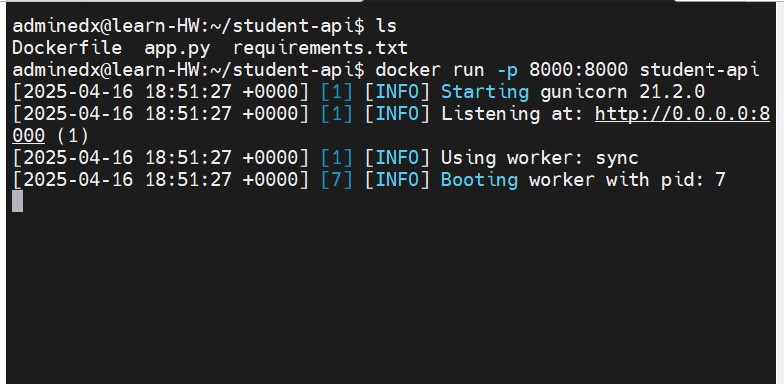 adminedx@learn-HW:~/student-api$ ls
Dockerfile  app.py  requirements.txt
adminedx@learn-HW:~/student-api$ docker run -p 8000:8000 student-api
[2025-04-16 18:51:27 +0000] [1] [INFO] Starting gunicorn 21.2.0
[2025-04-16 18:51:27 +0000] [1] [INFO] Listening at: http://0.0.0.0:8
000 (1)
[2025-04-16 18:51:27 +0000] [1] [INFO] Using worker: sync
[2025-04-16 18:51:27 +0000] [7] [INFO] Booting worker with pid: 7